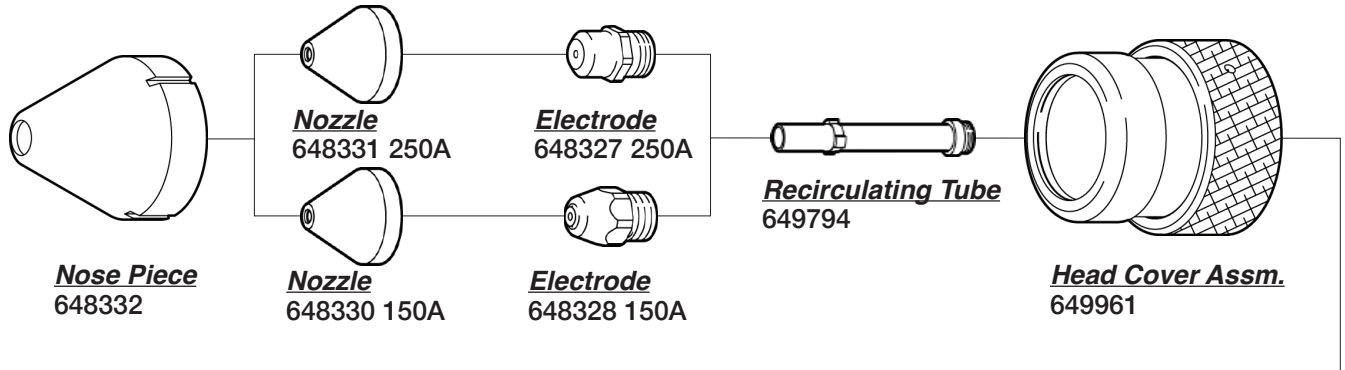 Nozzle
648331 250A
Electrode
648327 250A
Recirculating Tube
649794
Nose Piece
648332
Nozzle
648330 150A
Electrode
648328 150A
Head Cover Assm.
649961